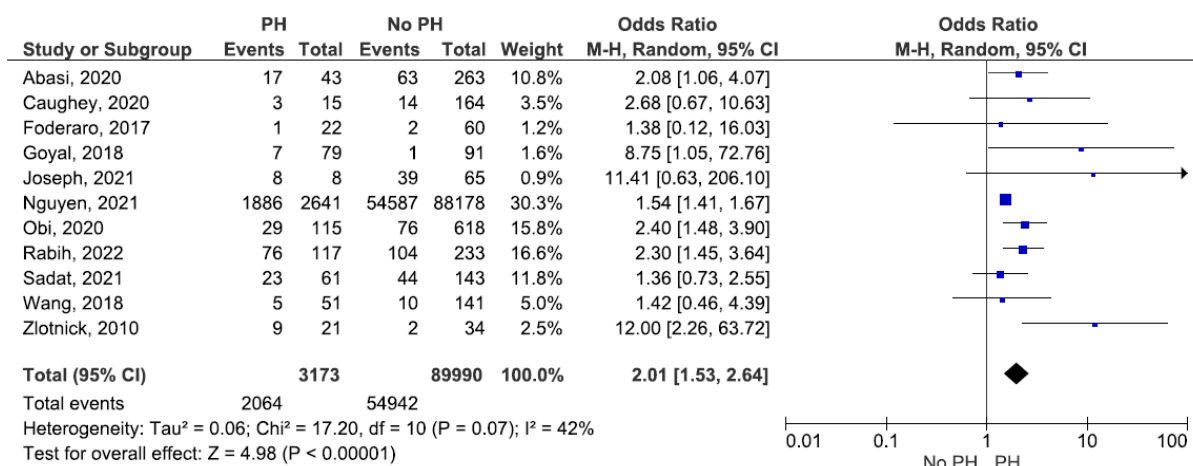 PH No PH Odds Ratio Odds Ratio
Study or Subgroup Events Total Events Total Weight M-H, Random, 95% CI M-H, Random, 95% CI
Abasi, 2020 17 43 63 263 10.8% 2.08 [1.06, 4.07]
Caughey, 2020 3 15 14 164 3.5% 2.68 [0.67, 10.63]
Foderaro, 2017 1 22 2 60 1.2% 1.38 [0.12, 16.03]
Goyal, 2018 7 79 1 91 1.6% 8.75 [1.05, 72.76]
Joseph, 2021 8 8 39 65 0.9% 11.41 [0.63, 206.10]
Nguyen, 2021 1886 2641 54587 88178 30.3% 1.54 [1.41, 1.67]
Obi, 2020 29 115 76 618 15.8% 2.40 [1.48, 3.90]
Rabih, 2022 76 117 104 233 16.6% 2.30 [1.45, 3.64]
Sadat, 2021 23 61 44 143 11.8% 1.36 [0.73, 2.55]
Wang, 2018 5 51 10 141 5.0% 1.42 [0.46, 4.39]
Zlotnick, 2010 9 21 2 34 2.5% 12.00 [2.26, 63.72]
Total (95% CI) 3173 89990 100.0% 2.01 [1.53, 2.64]
Total events 2064 54942
Heterogeneity: Tau² = 0.06; Chi² = 17.20, df = 10 (P = 0.07); I² = 42%
Test for overall effect: Z = 4.98 (P < 0.00001)
0.01 0.1 1 10 100
No PH PH